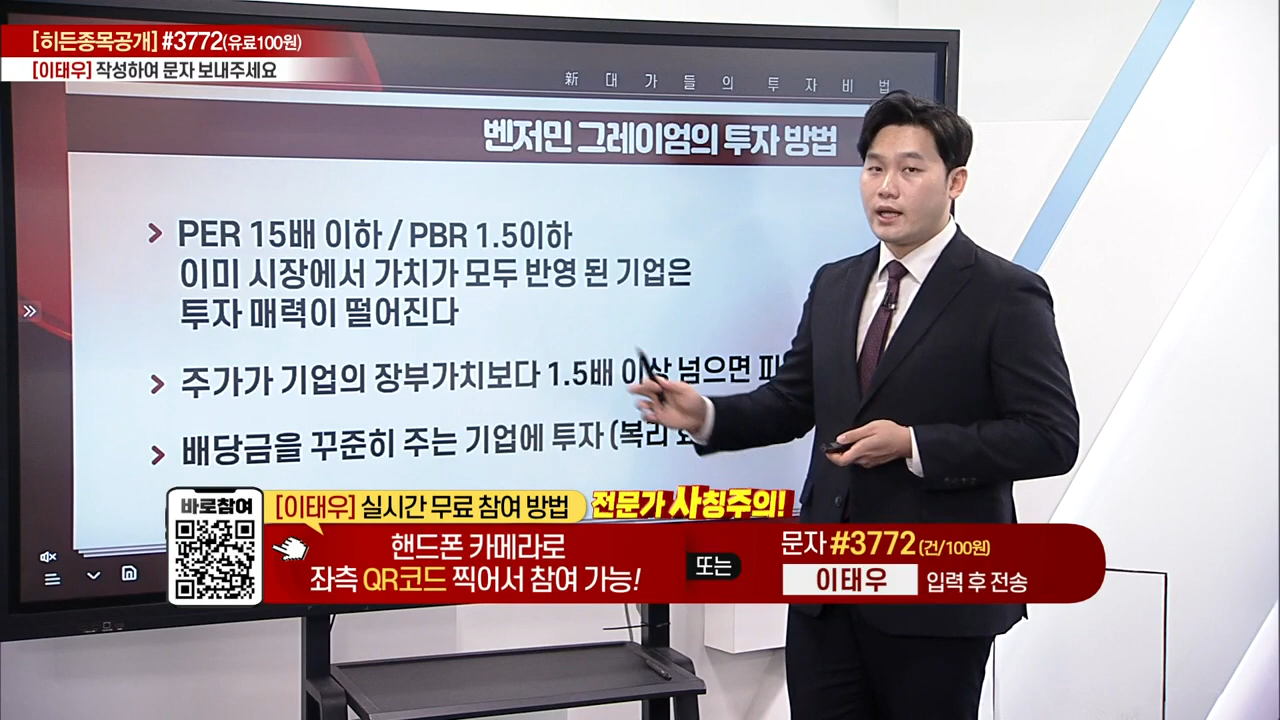 [히든종목공개] #3772(유료100원)
[이태우] 작성하여 문자 보내주세요
新 대가들의 투자비법
벤저민 그레이엄의 투자 방법
PER 15배 이하 / PBR 1.5이하
이미 시장에서 가치가 모두 반영 된 기업은
투자 매력이 떨어진다
주가가 기업의 장부가치보다 1.5배 이상 넘으면
배당금을 꾸준히 주는 기업에 투자 (복리
바로참여
[이태우] 실시간 무료 참여 방법
전문가 사칭주의!
핸드폰 카메라로
좌측 QR코드 찍어서 참여 가능!
또는
문자 #3772 (건/100원)
이태우 입력 후 전송